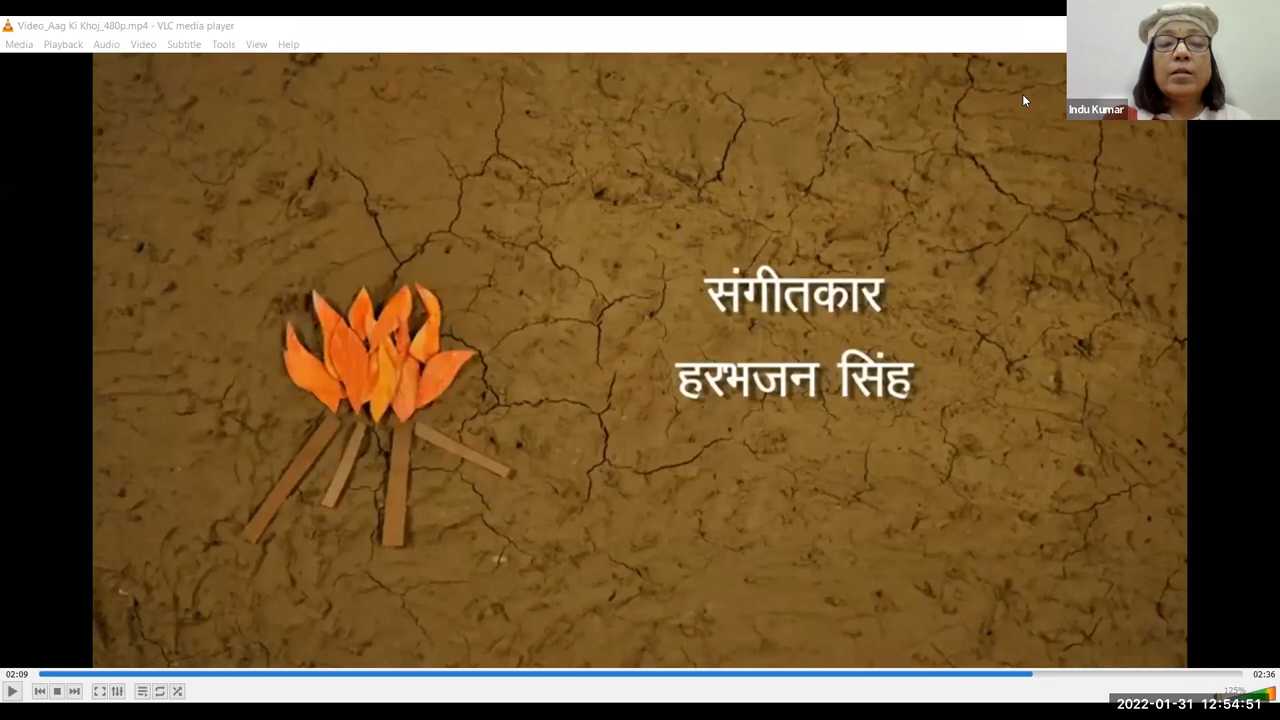 Video_Aag Ki Khoj_480p.mp4 - VLC media player
Media Playback Audio Video Subtitle Tools View Help
Indu Kumar
संगीतकार
हरभजन सिंह
02:09
02:36
125%
2022-01-31 12:54:51